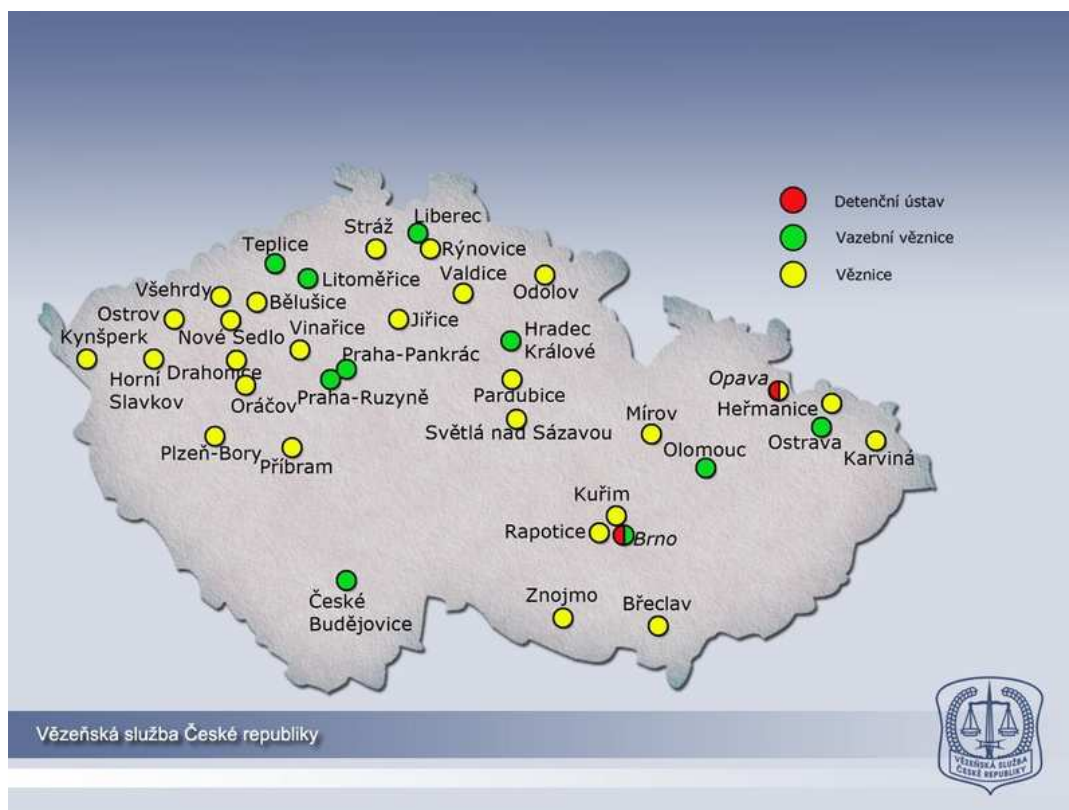 Detenční ústav
Vazební věznice
Věznice
Liberec
Stráž
Rýnovice
Teplice
Valdice
Litoměřice
Odolov
Všehrdy
Bělušice
Ostrov
Jiřice
Nové Sedlo
Vinařice
Hradec
Králové
Kynšperk
Praha-Pankrác
Horní
Slavkov
Drahonice
Opava
Oráčov
Praha-Ruzyně
Pardubice
Heřmanice
Mírov
Světlá nad Sázavou
Ostrava
Olomouc
Karviná
Plzeň-Bory
Příbram
Kuřim
Rapotice
Brno
České
Budějovice
Znojmo
Břeclav
Vězeňská služba České republiky
VĚZEŇSKÁ SLUŽBA
ČESKÉ REPUBLIKY